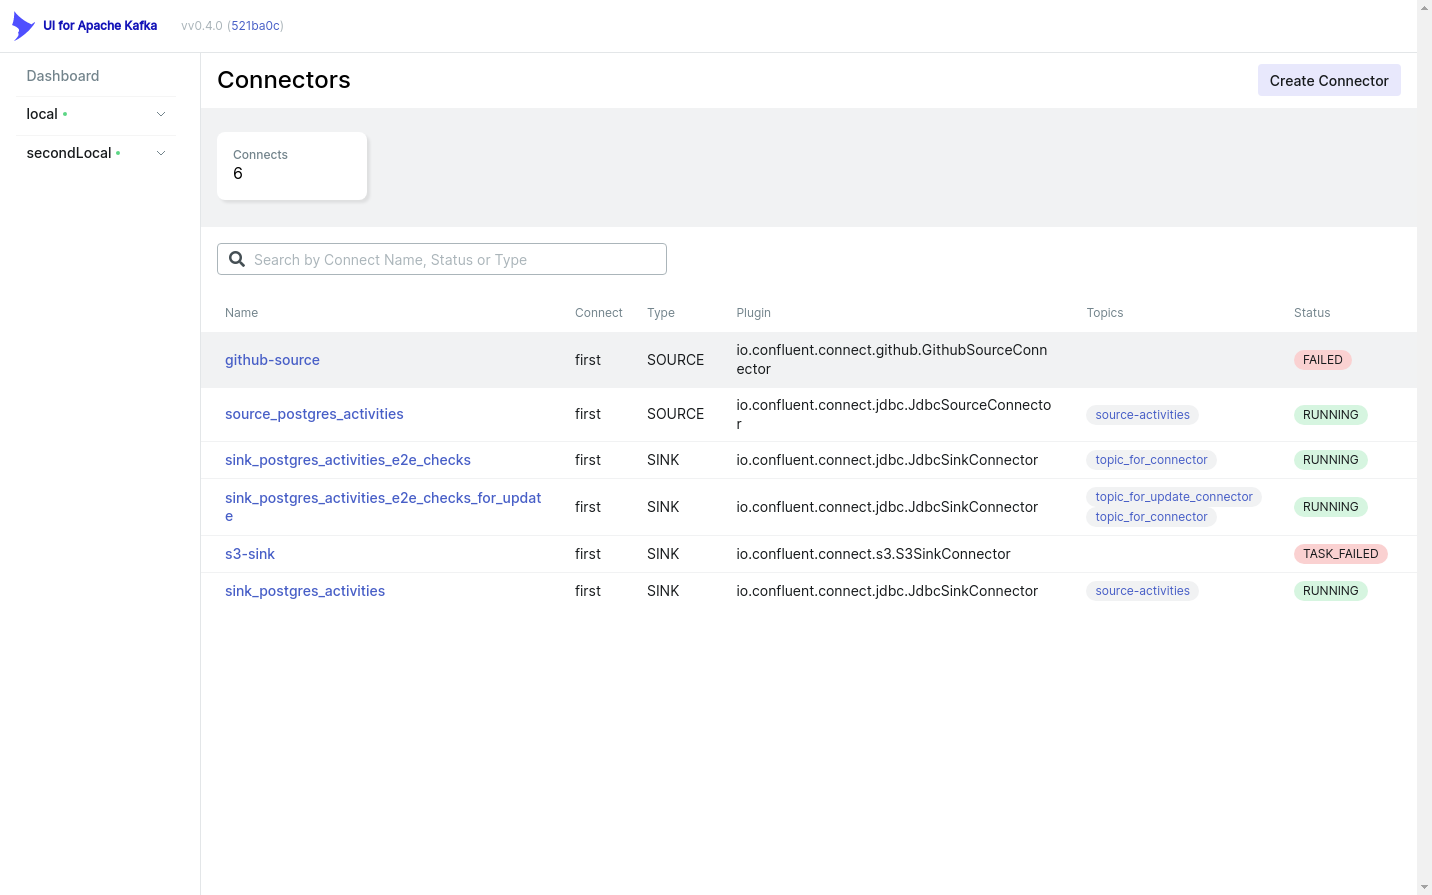 UI for Apache Kafka vv0.4.0 (521ba0c)
Dashboard
local
secondLocal
Connectors
Create Connector
Connects
6
Search by Connect Name, Status or Type
Name Connect Type Plugin Topics Status
github-source first SOURCE io.confluent.connect.github.GithubSourceConn
ector FAILED
source_postgres_activities first SOURCE io.confluent.connect.jdbc.JdbcSourceConnecto
r source-activities RUNNING
sink_postgres_activities_e2e_checks first SINK io.confluent.connect.jdbc.JdbcSinkConnector topic_for_connector RUNNING
sink_postgres_activities_e2e_checks_for_updat
e first SINK io.confluent.connect.jdbc.JdbcSinkConnector topic_for_update_connector
topic_for_connector RUNNING
s3-sink first SINK io.confluent.connect.s3.S3SinkConnector TASK_FAILED
sink_postgres_activities first SINK io.confluent.connect.jdbc.JdbcSinkConnector source-activities RUNNING